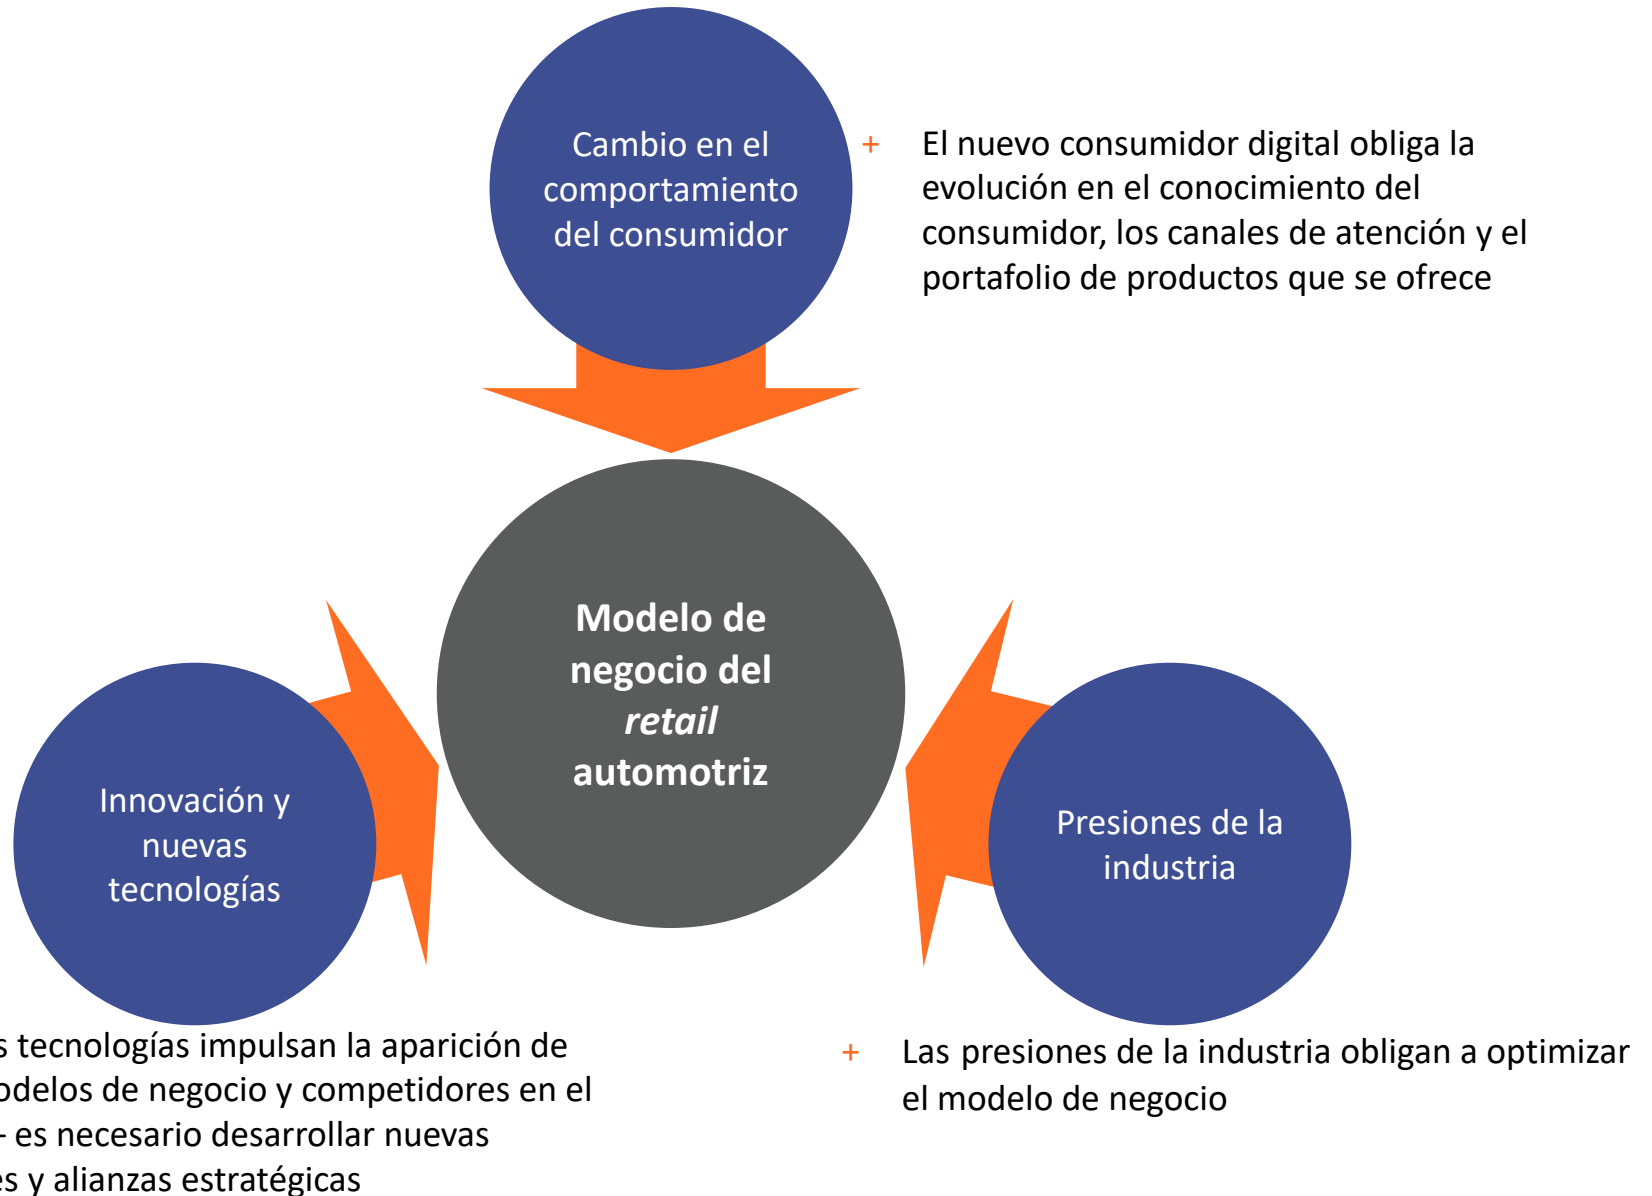 Cambio en el
comportamiento
del consumidor
+ El nuevo consumidor digital obliga la
evolución en el conocimiento del
consumidor, los canales de atención y el
portafolio de productos que se ofrece
Modelo de
negocio del
retail
automotriz
Innovación y
nuevas
tecnologías
Presiones de la
industria
tecnologías impulsan la aparición de
de negocio y competidores en el
- es necesario desarrollar nuevas
y alianzas estratégicas
+ Las presiones de la industria obligan a optimizar
el modelo de negocio